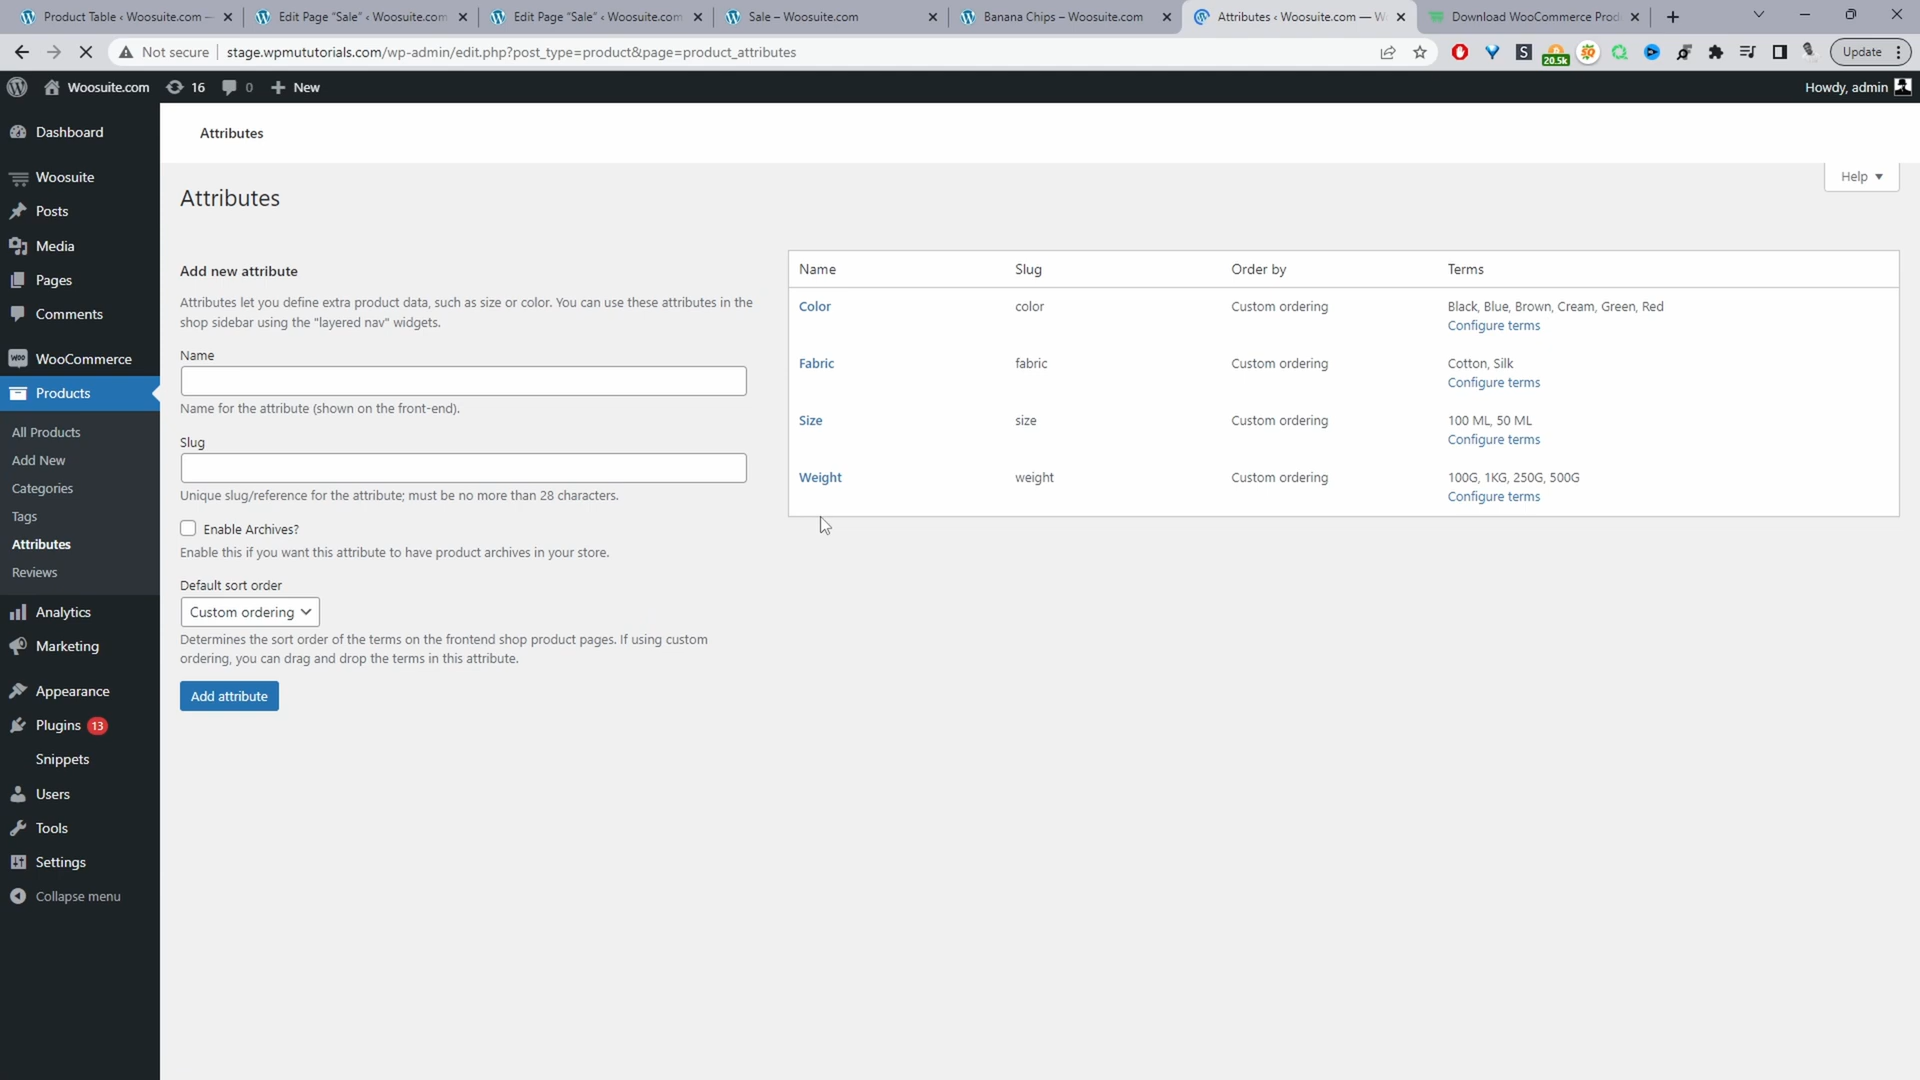 Product Table ‹ Woosuite.com —
Edit Page “Sale” ‹ Woosuite.com
Edit Page “Sale” ‹ Woosuite.com
Sale – Woosuite.com
Banana Chips – Woosuite.com
Attributes ‹ Woosuite.com — W
Download WooCommerce Prod
Not secure
stage.wpmututorials.com/wp-admin/edit.php?post_type=product&page=product_attributes
20.5k
Update
Woosuite.com
16
0
New
Howdy, admin
Dashboard
Woosuite
Posts
Media
Pages
Comments
WooCommerce
Products
All Products
Add New
Categories
Tags
Attributes
Reviews
Analytics
Marketing
Appearance
Plugins 13
Snippets
Users
Tools
Settings
Collapse menu
Attributes
Help
Attributes
Add new attribute
Attributes let you define extra product data, such as size or color. You can use these attributes in the
shop sidebar using the "layered nav" widgets.
Name
Name for the attribute (shown on the front-end).
Slug
Unique slug/reference for the attribute; must be no more than 28 characters.
Enable Archives?
Enable this if you want this attribute to have product archives in your store.
Default sort order
Custom ordering
Determines the sort order of the terms on the frontend shop product pages. If using custom
ordering, you can drag and drop the terms in this attribute.
Add attribute
Name Slug Order by Terms
Color color Custom ordering Black, Blue, Brown, Cream, Green, Red
Configure terms
Fabric fabric Custom ordering Cotton, Silk
Configure terms
Size size Custom ordering 100 ML, 50 ML
Configure terms
Weight weight Custom ordering 100G, 1KG, 250G, 500G
Configure terms